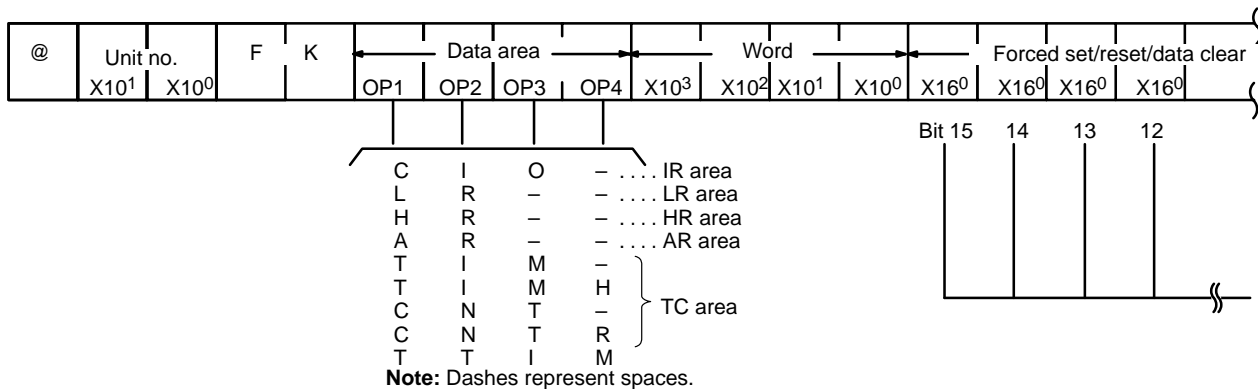 @ Unit no. F K Data area Word Forced set/reset/data clear
X10¹ X10⁰ OP1 OP2 OP3 OP4 X10³ X10² X10¹ X10⁰ X16⁰ X16⁰ X16⁰ X16⁰
Bit 15 14 13 12
C I O – .... IR area
L R – – .... LR area
H R – – .... HR area
A R – – .... AR area
T I M –
T I M H
C N T – TC area
C N T R
T T I M
Note: Dashes represent spaces.